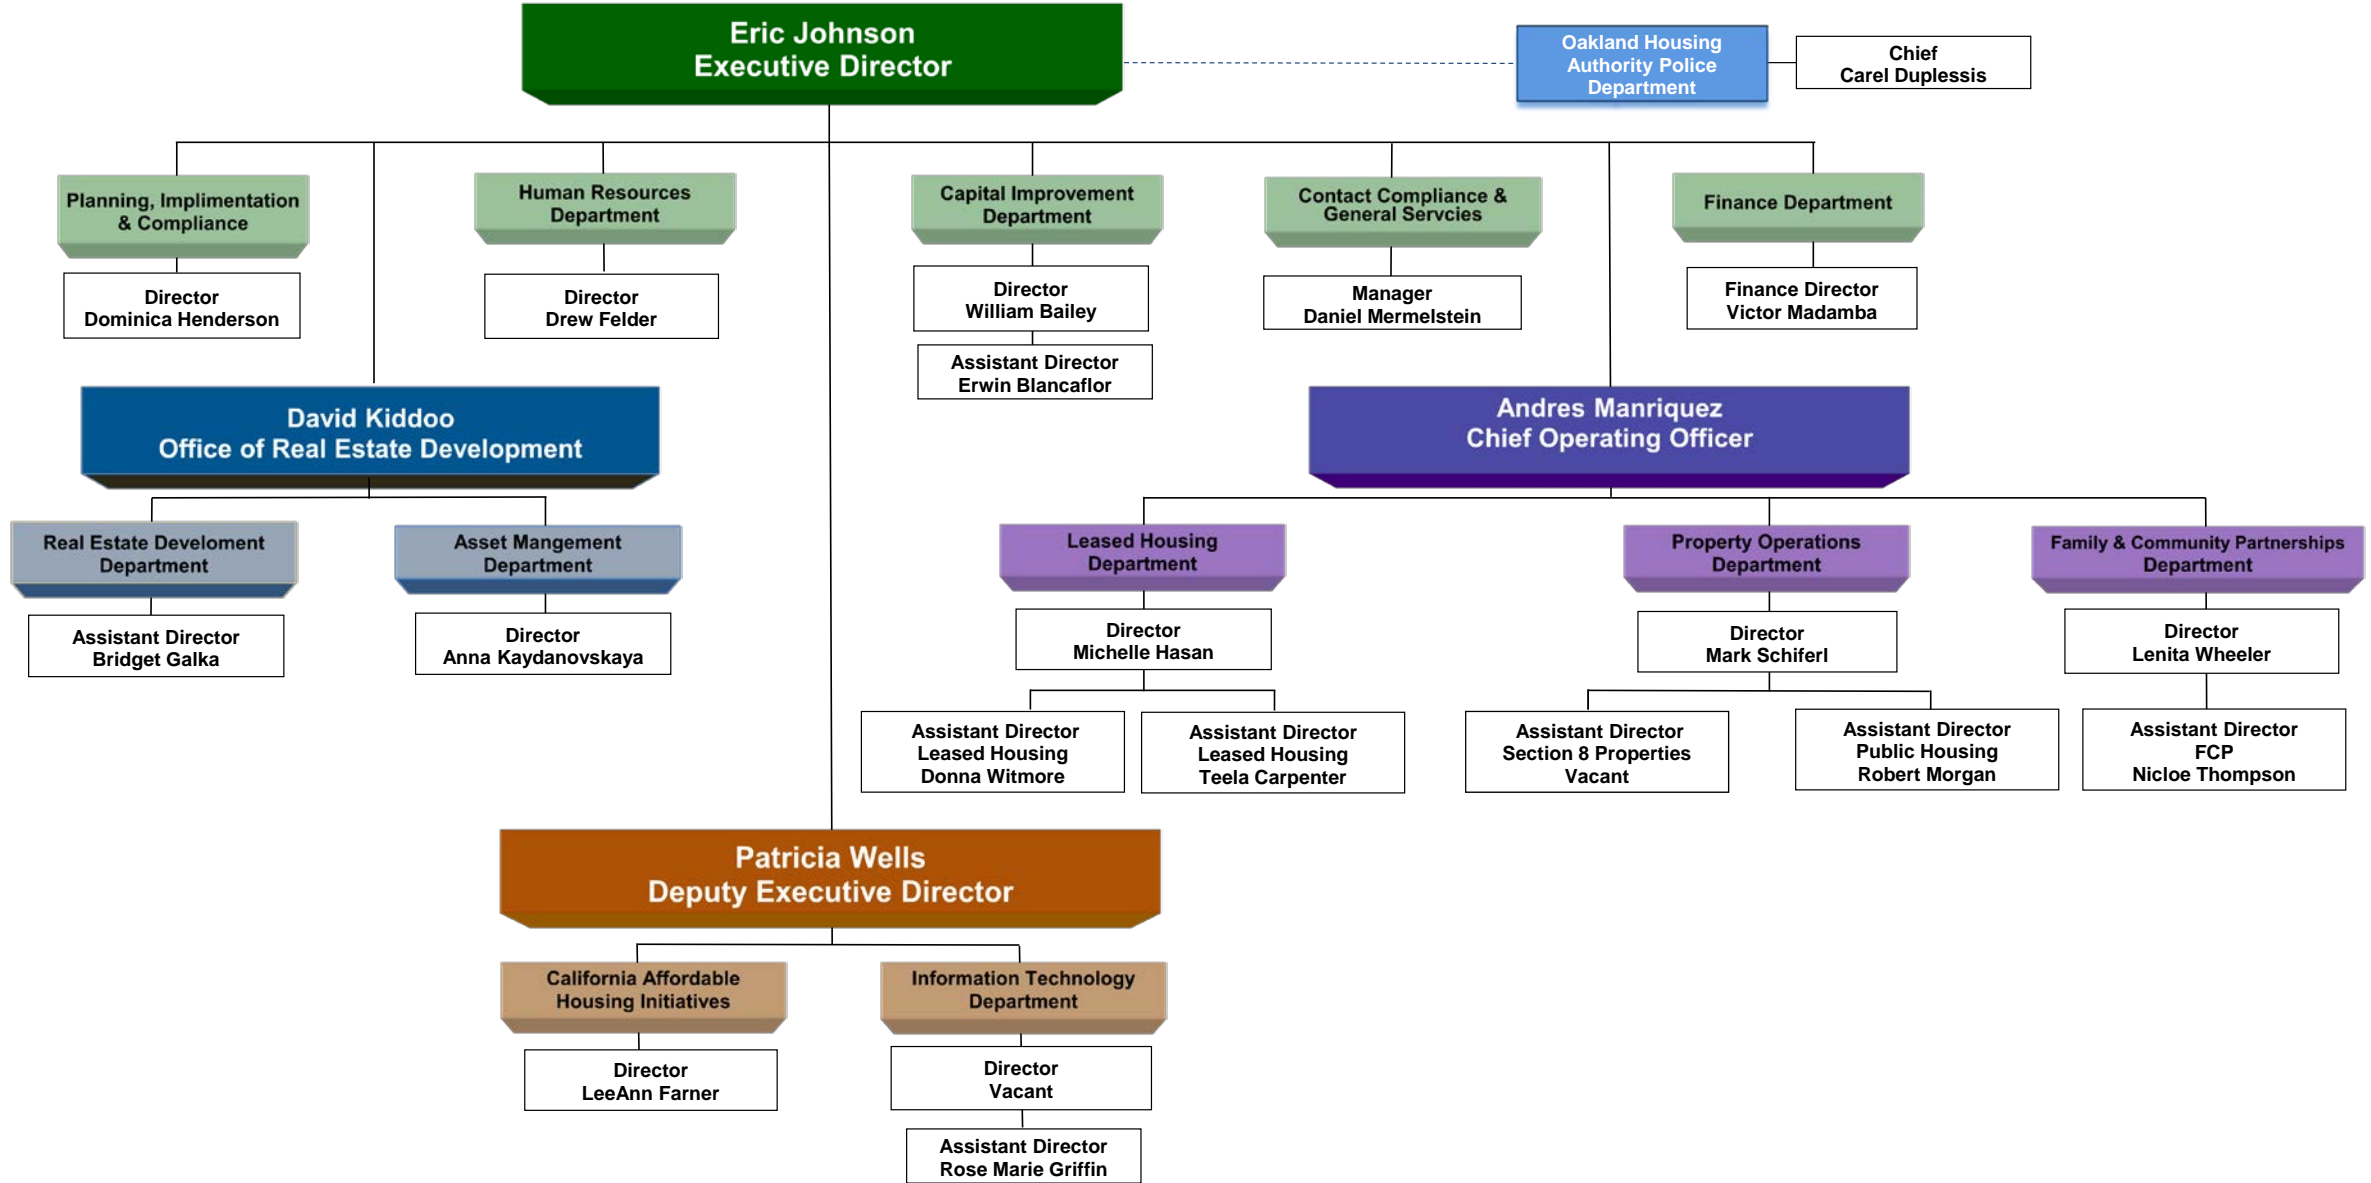 Eric Johnson
Executive Director
Oakland Housing
Authority Police
Department
Chief
Carel Duplessis
Planning, Implimentation
& Compliance
Director
Dominica Henderson
Human Resources
Department
Director
Drew Felder
Capital Improvement
Department
Director
William Bailey
Assistant Director
Erwin Blancaflor
Contact Compliance &
General Servcies
Manager
Daniel Mermelstein
Finance Department
Finance Director
Victor Madamba
David Kiddoo
Office of Real Estate Development
Real Estate Develoment
Department
Assistant Director
Bridget Galka
Asset Mangement
Department
Director
Anna Kaydanovskaya
Andres Manriquez
Chief Operating Officer
Leased Housing
Department
Director
Michelle Hasan
Assistant Director
Leased Housing
Donna Witmore
Assistant Director
Leased Housing
Teela Carpenter
Property Operations
Department
Director
Mark Schiferl
Assistant Director
Section 8 Properties
Vacant
Assistant Director
Public Housing
Robert Morgan
Family & Community Partnerships
Department
Director
Lenita Wheeler
Assistant Director
FCP
Nicloe Thompson
Patricia Wells
Deputy Executive Director
California Affordable
Housing Initiatives
Director
LeeAnn Farner
Information Technology
Department
Director
Vacant
Assistant Director
Rose Marie Griffin